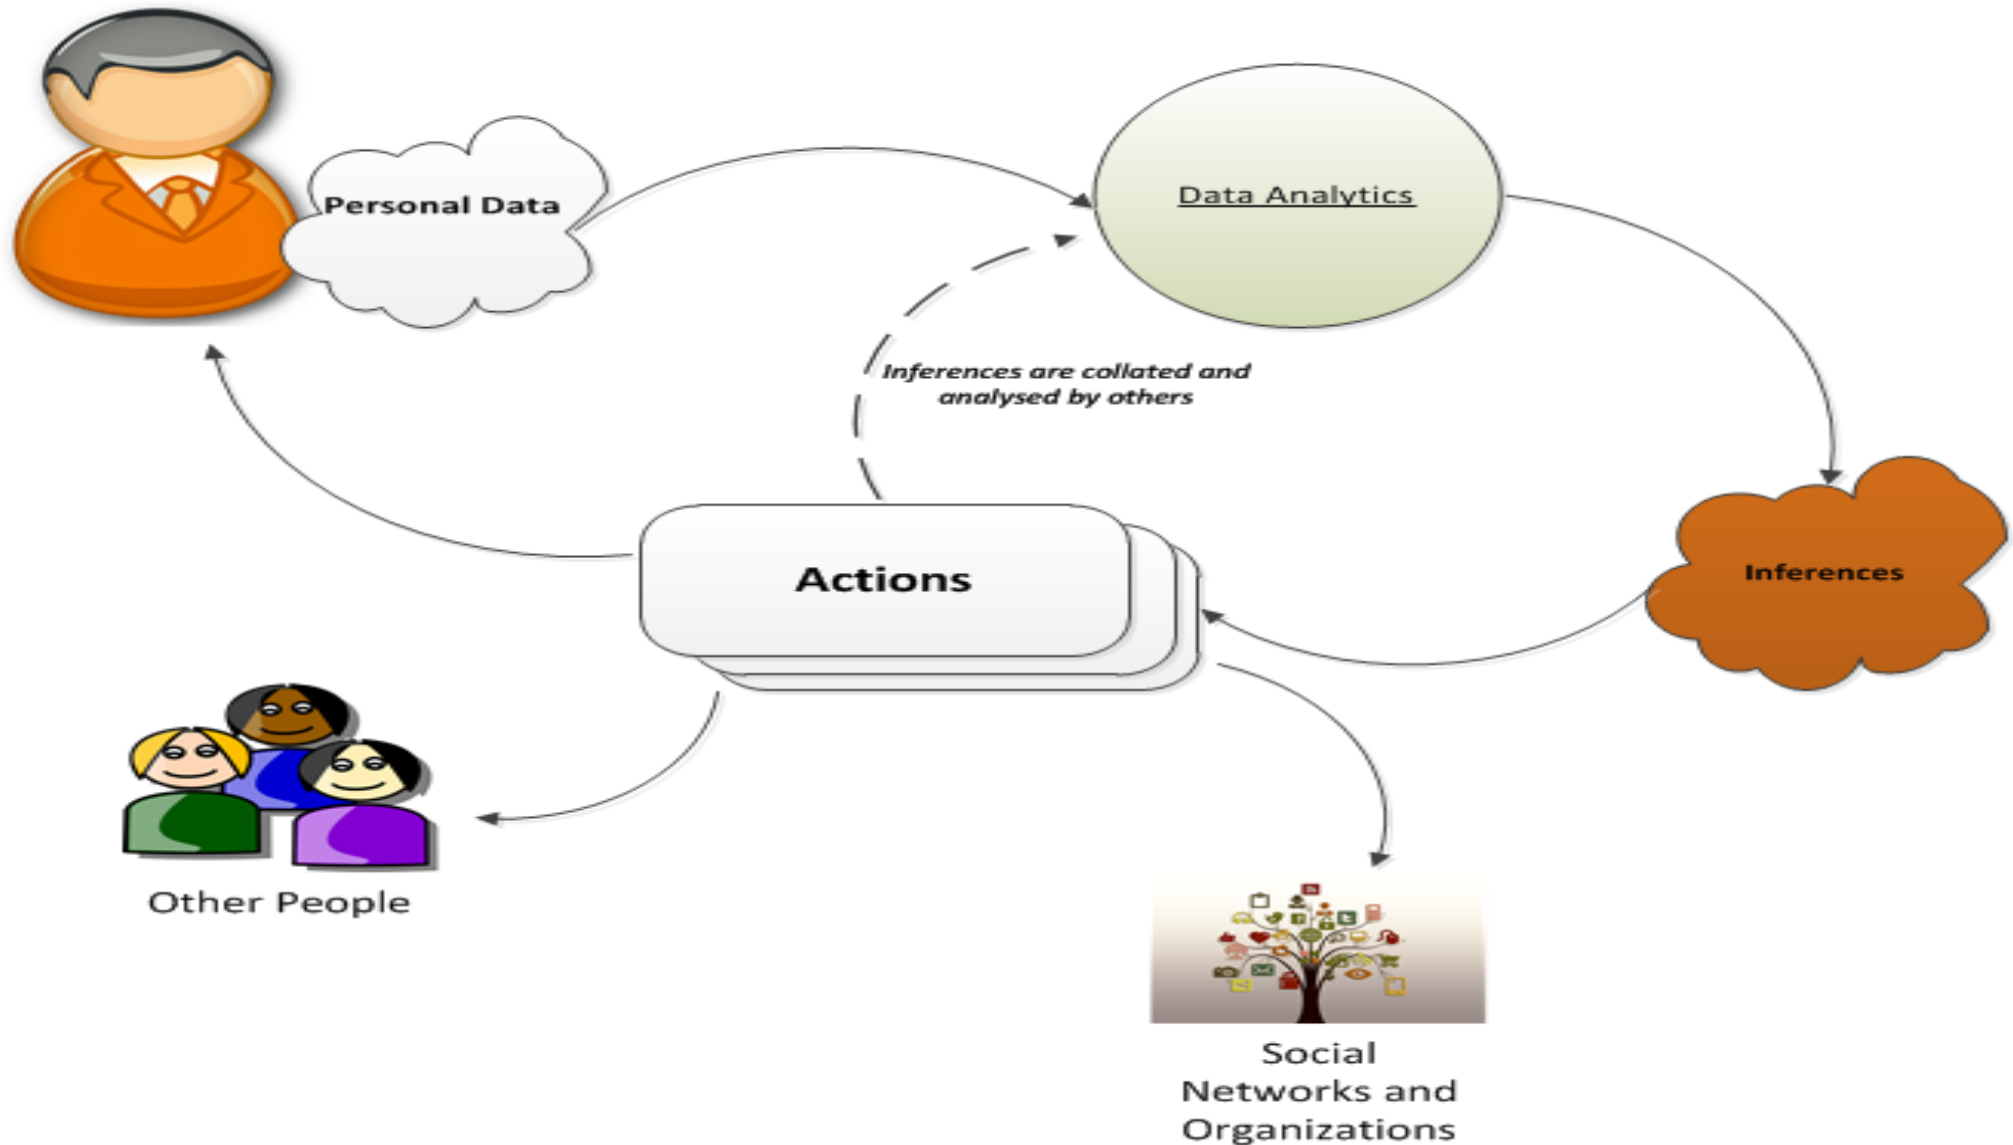 Personal Data
Data Analytics
Inferences are collated and
analysed by others
Actions
Inferences
Other People
Social
Networks and
Organizations